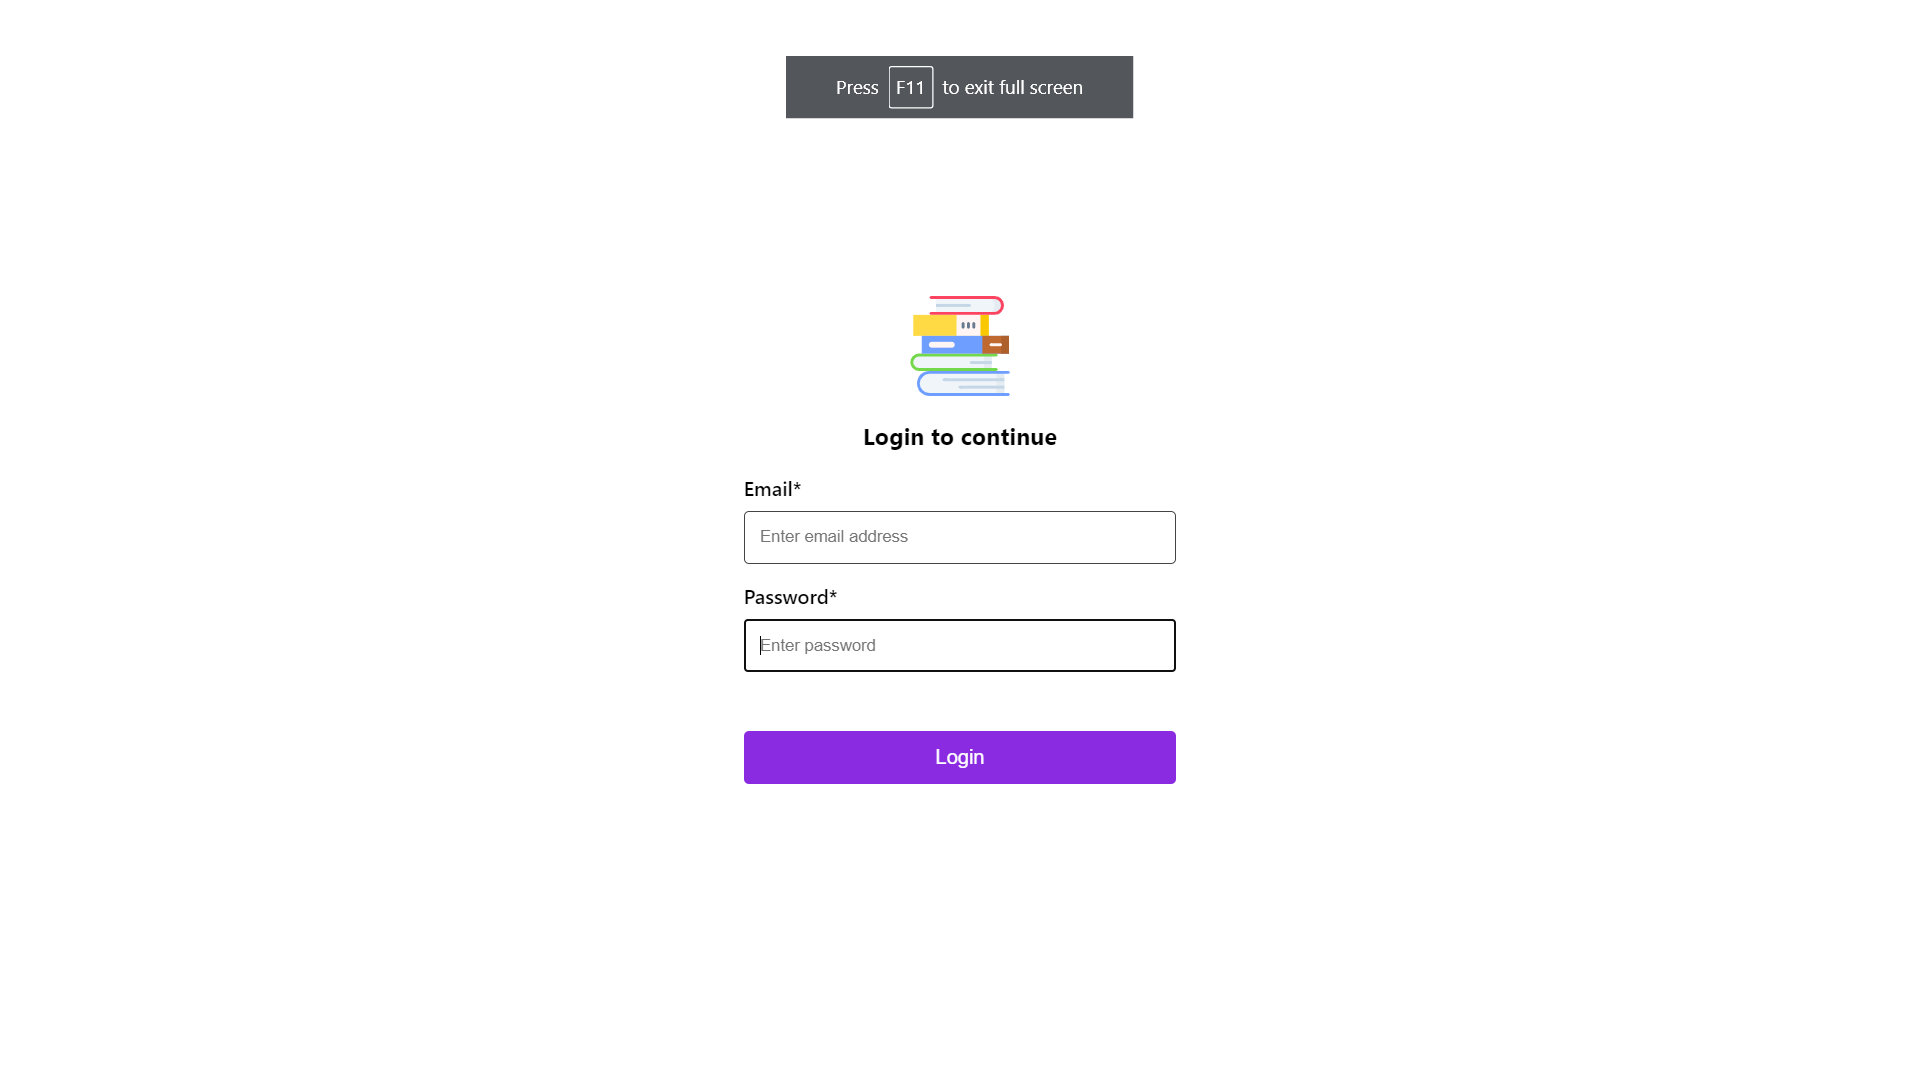 Press F11 to exit full screen
Login to continue
Email*
Enter email address
Password*
Enter password
Login